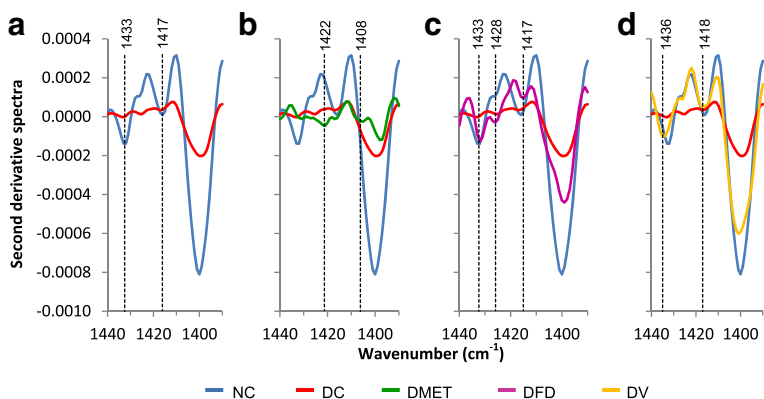 a b c d
1433 1417 1422 1408 1433 1428 1417 1436 1418
Second derivative spectra
0.0004
0.0002
0.0000
-0.0002
-0.0004
-0.0006
-0.0008
-0.0010
1440 1420 1400 1440 1420 1400 1440 1420 1400 1440 1420 1400
Wavenumber (cm⁻¹)
NC DC DMET DFD DV